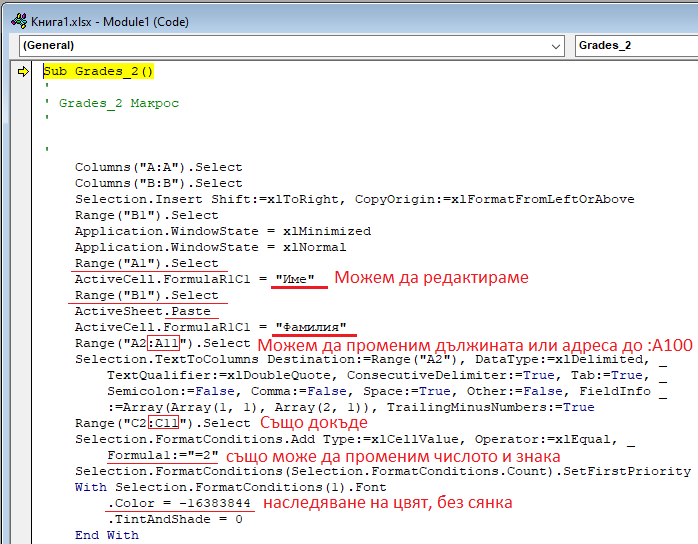 Книга1.xlsx - Module1 (Code)
(General) Grades_2
Sub Grades_2()
'
' Grades_2 Макрос
'
'
Columns("A:A").Select
Columns("B:B").Select
Selection.Insert Shift:=xlToRight, CopyOrigin:=xlFormatFromLeftOrAbove
Range("B1").Select
Application.WindowState = xlMinimized
Application.WindowState = xlNormal
Range("A1").Select
ActiveCell.FormulaR1C1 = "Име" Можем да редактираме
Range("B1").Select
ActiveSheet.Paste
ActiveCell.FormulaR1C1 = "Фамилия"
Range("A2:A11").Select Можем да променим дължината или адреса до :A100
Selection.TextToColumns Destination:=Range("A2"), DataType:=xlDelimited, _
TextQualifier:=xlDoubleQuote, ConsecutiveDelimiter:=True, Tab:=True, _
Semicolon:=False, Comma:=False, Space:=True, Other:=False, FieldInfo _
:=Array(Array(1, 1), Array(2, 1)), TrailingMinusNumbers:=True
Range("C2:C11").Select Също докъде
Selection.FormatConditions.Add Type:=xlCellValue, Operator:=xlEqual, _
Formula1:="=2" също може да променим числото и знака
Selection.FormatConditions(Selection.FormatConditions.Count).SetFirstPriority
With Selection.FormatConditions(1).Font
.Color = -16383844 наследяване на цвят, без сянка
.TintAndShade = 0
End With